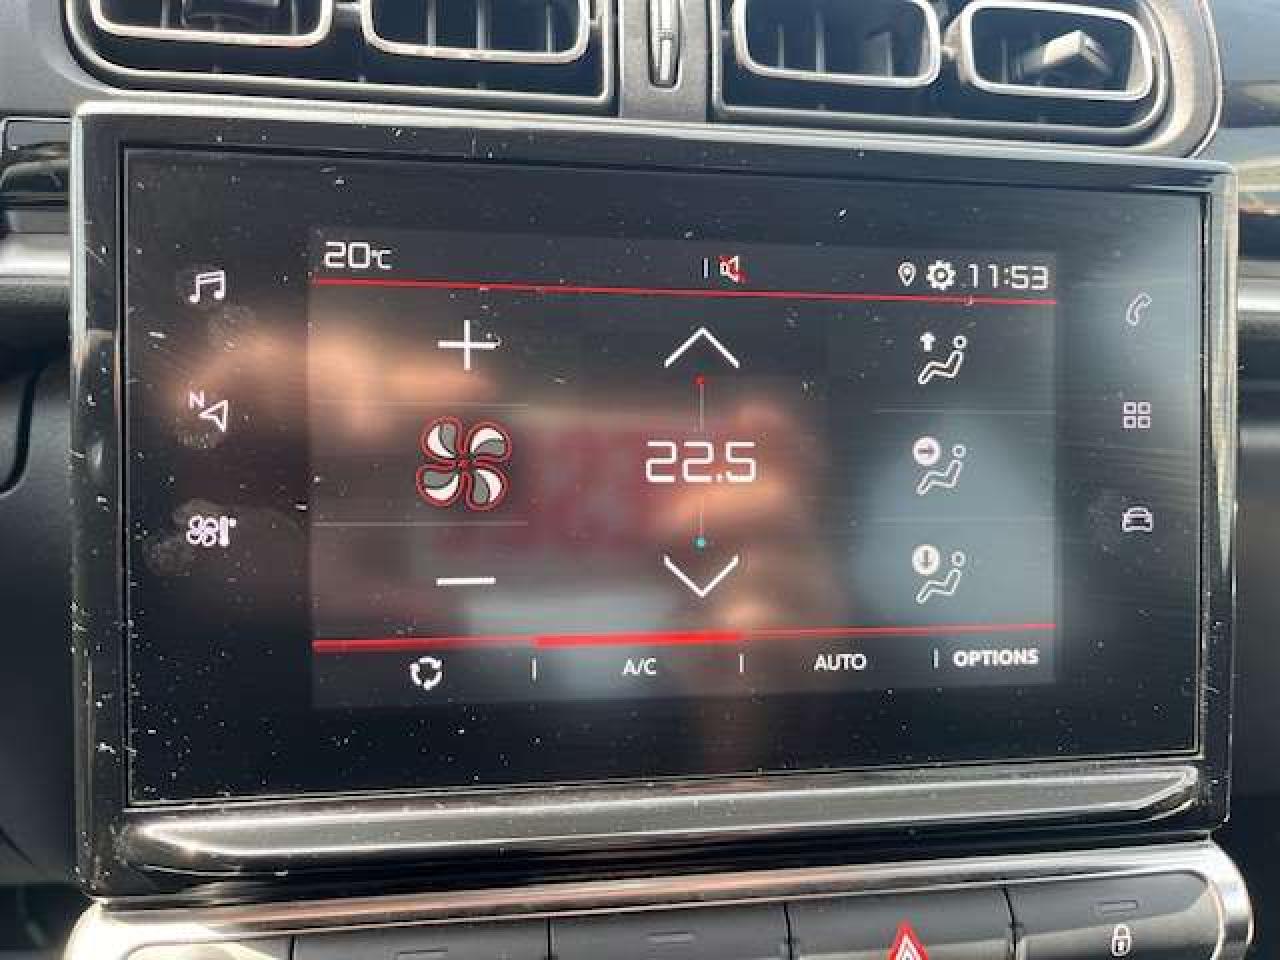 20°C
11:53
N
22.5
A/C
AUTO
OPTIONS